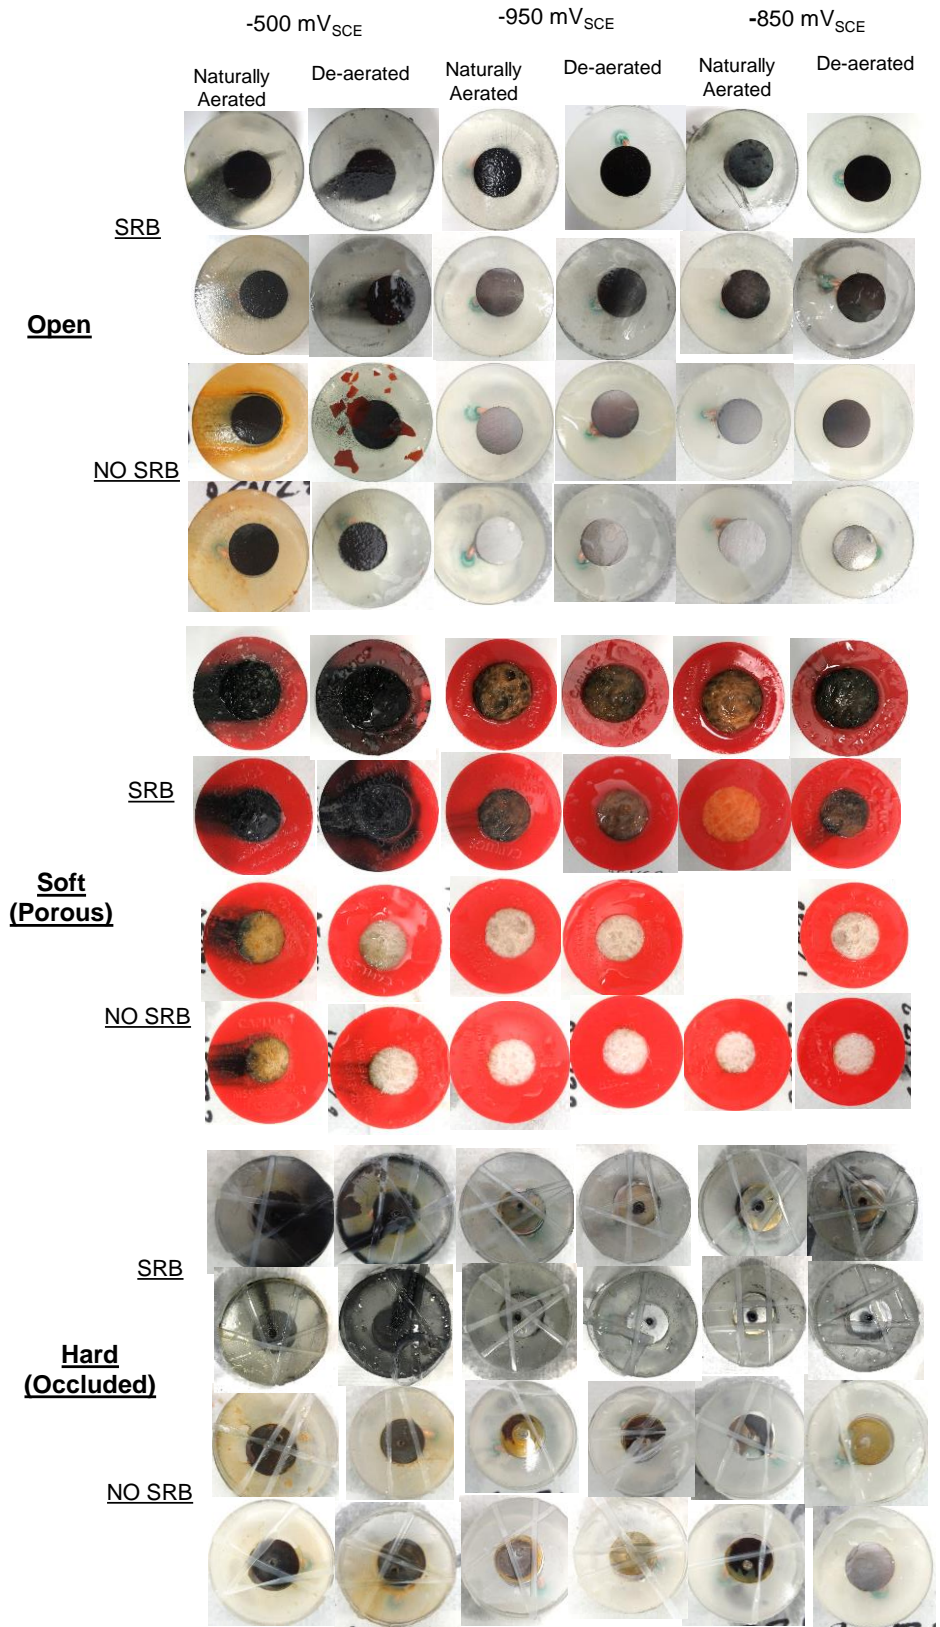 -500 mV_SCE
-950 mV_SCE
-850 mV_SCE
Naturally
Aerated
De-aerated
Naturally
Aerated
De-aerated
Naturally
Aerated
De-aerated
SRB
Open
NO SRB
SRB
Soft
(Porous)
NO SRB
SRB
Hard
(Occluded)
NO SRB